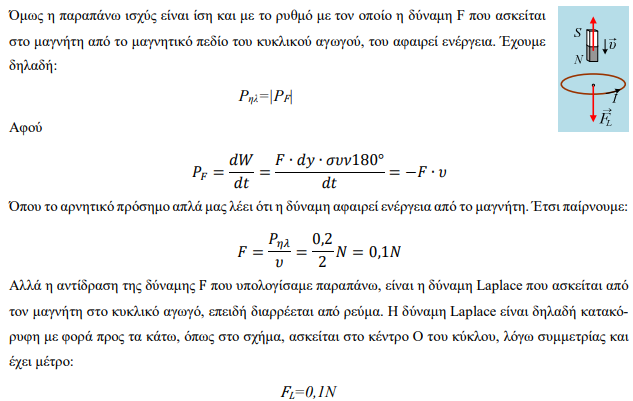 Όμως η παραπάνω ισχύς είναι ίση και με το ρυθμό με τον οποίο η δύναμη F που ασκείται
στο μαγνήτη από το μαγνητικό πεδίο του κυκλικού αγωγού, του αφαιρεί ενέργεια. Έχουμε
δηλαδή:
S
N
υ⃗
I
F⃗_L
P_ηλ=|P_F|
Αφού
P_F = dW/dt = F · dy · συν180°/dt = −F · υ
Όπου το αρνητικό πρόσημο απλά μας λέει ότι η δύναμη αφαιρεί ενέργεια από το μαγνήτη. Έτσι παίρνουμε:
F = P_ηλ/υ = 0,2/2 N = 0,1N
Αλλά η αντίδραση της δύναμης F που υπολογίσαμε παραπάνω, είναι η δύναμη Laplace που ασκείται από
τον μαγνήτη στο κυκλικό αγωγό, επειδή διαρρέεται από ρεύμα. Η δύναμη Laplace είναι δηλαδή κατακό-
ρυφη με φορά προς τα κάτω, όπως στο σχήμα, ασκείται στο κέντρο Ο του κύκλου, λόγω συμμετρίας και
έχει μέτρο:
F_L=0,1N